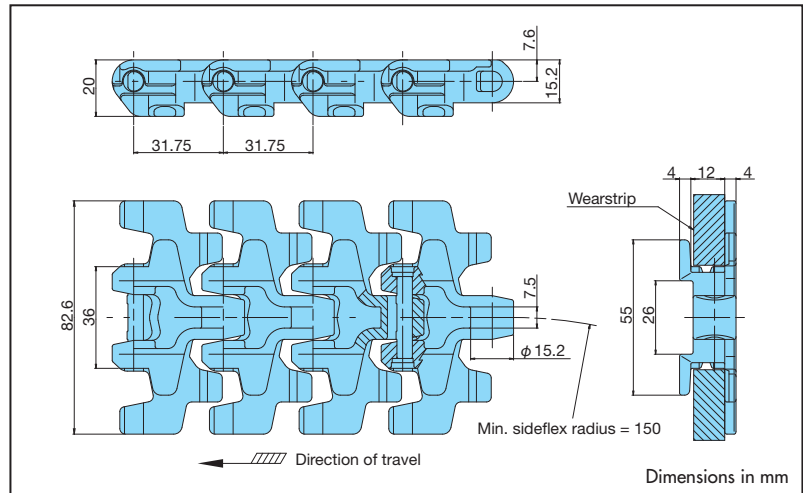 7.6
20
15.2
31.75
31.75
4
12
4
Wearstrip
82.6
36
7.5
55
26
φ 15.2
Min. sideflex radius = 150
Direction of travel
Dimensions in mm